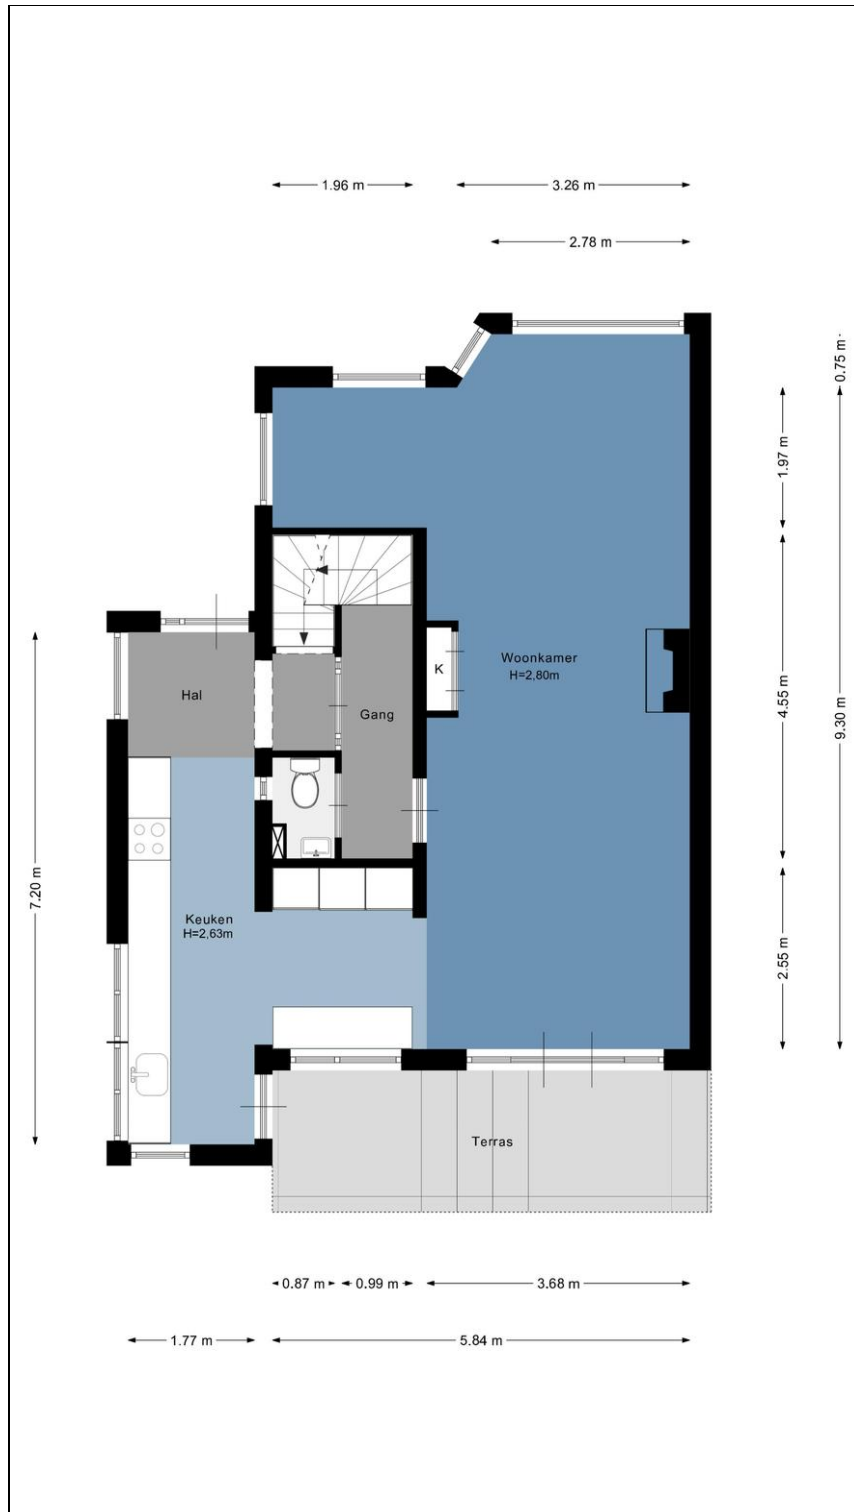 1.96 m
3.26 m
2.78 m
0.75 m
1.97 m
Woonkamer
H=2,80m
K
Hal
Gang
4.55 m
9.30 m
7.20 m
Keuken
H=2,63m
2.55 m
Terras
0.87 m
0.99 m
3.68 m
1.77 m
5.84 m